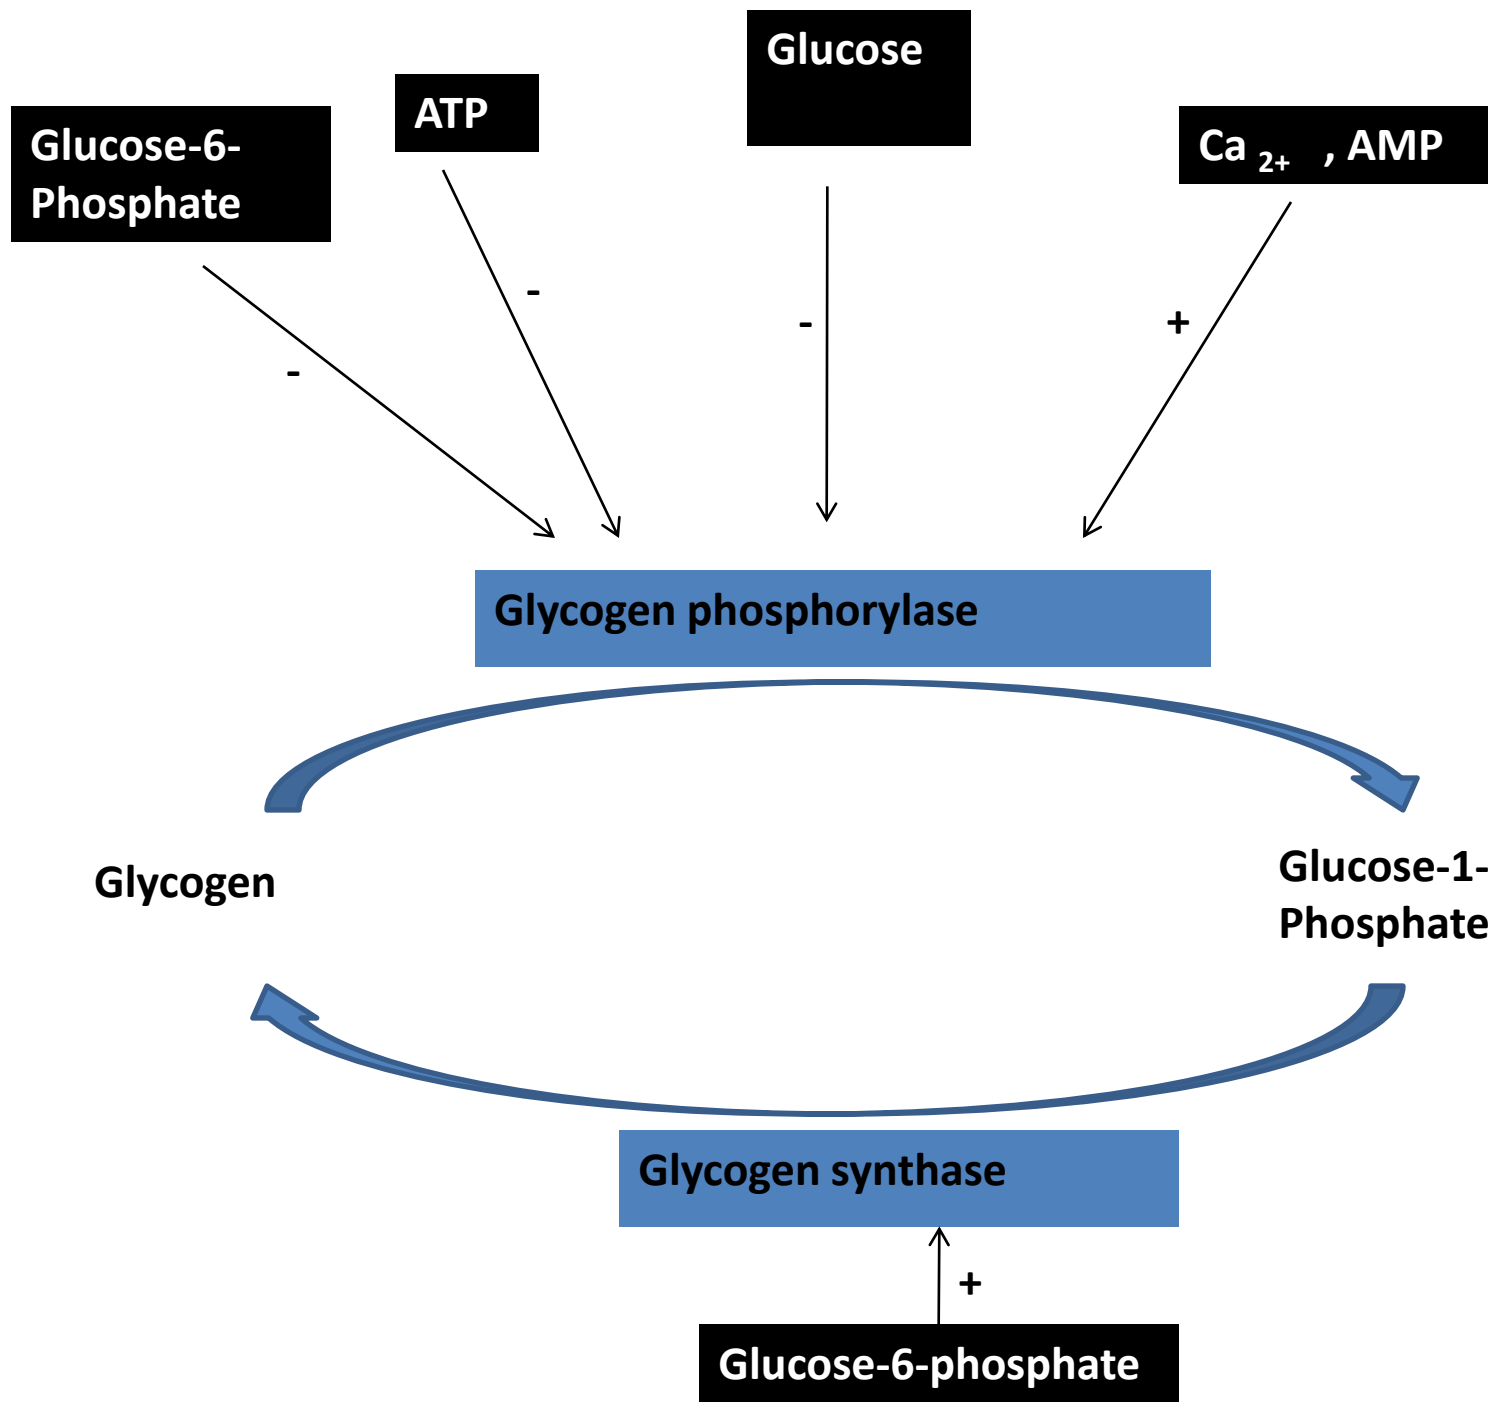 Glucose
ATP
Glucose-6-
Phosphate
Ca 2+ , AMP
-
-
-
+
Glycogen phosphorylase
Glycogen
Glucose-1-
Phosphate
Glycogen synthase
+
Glucose-6-phosphate